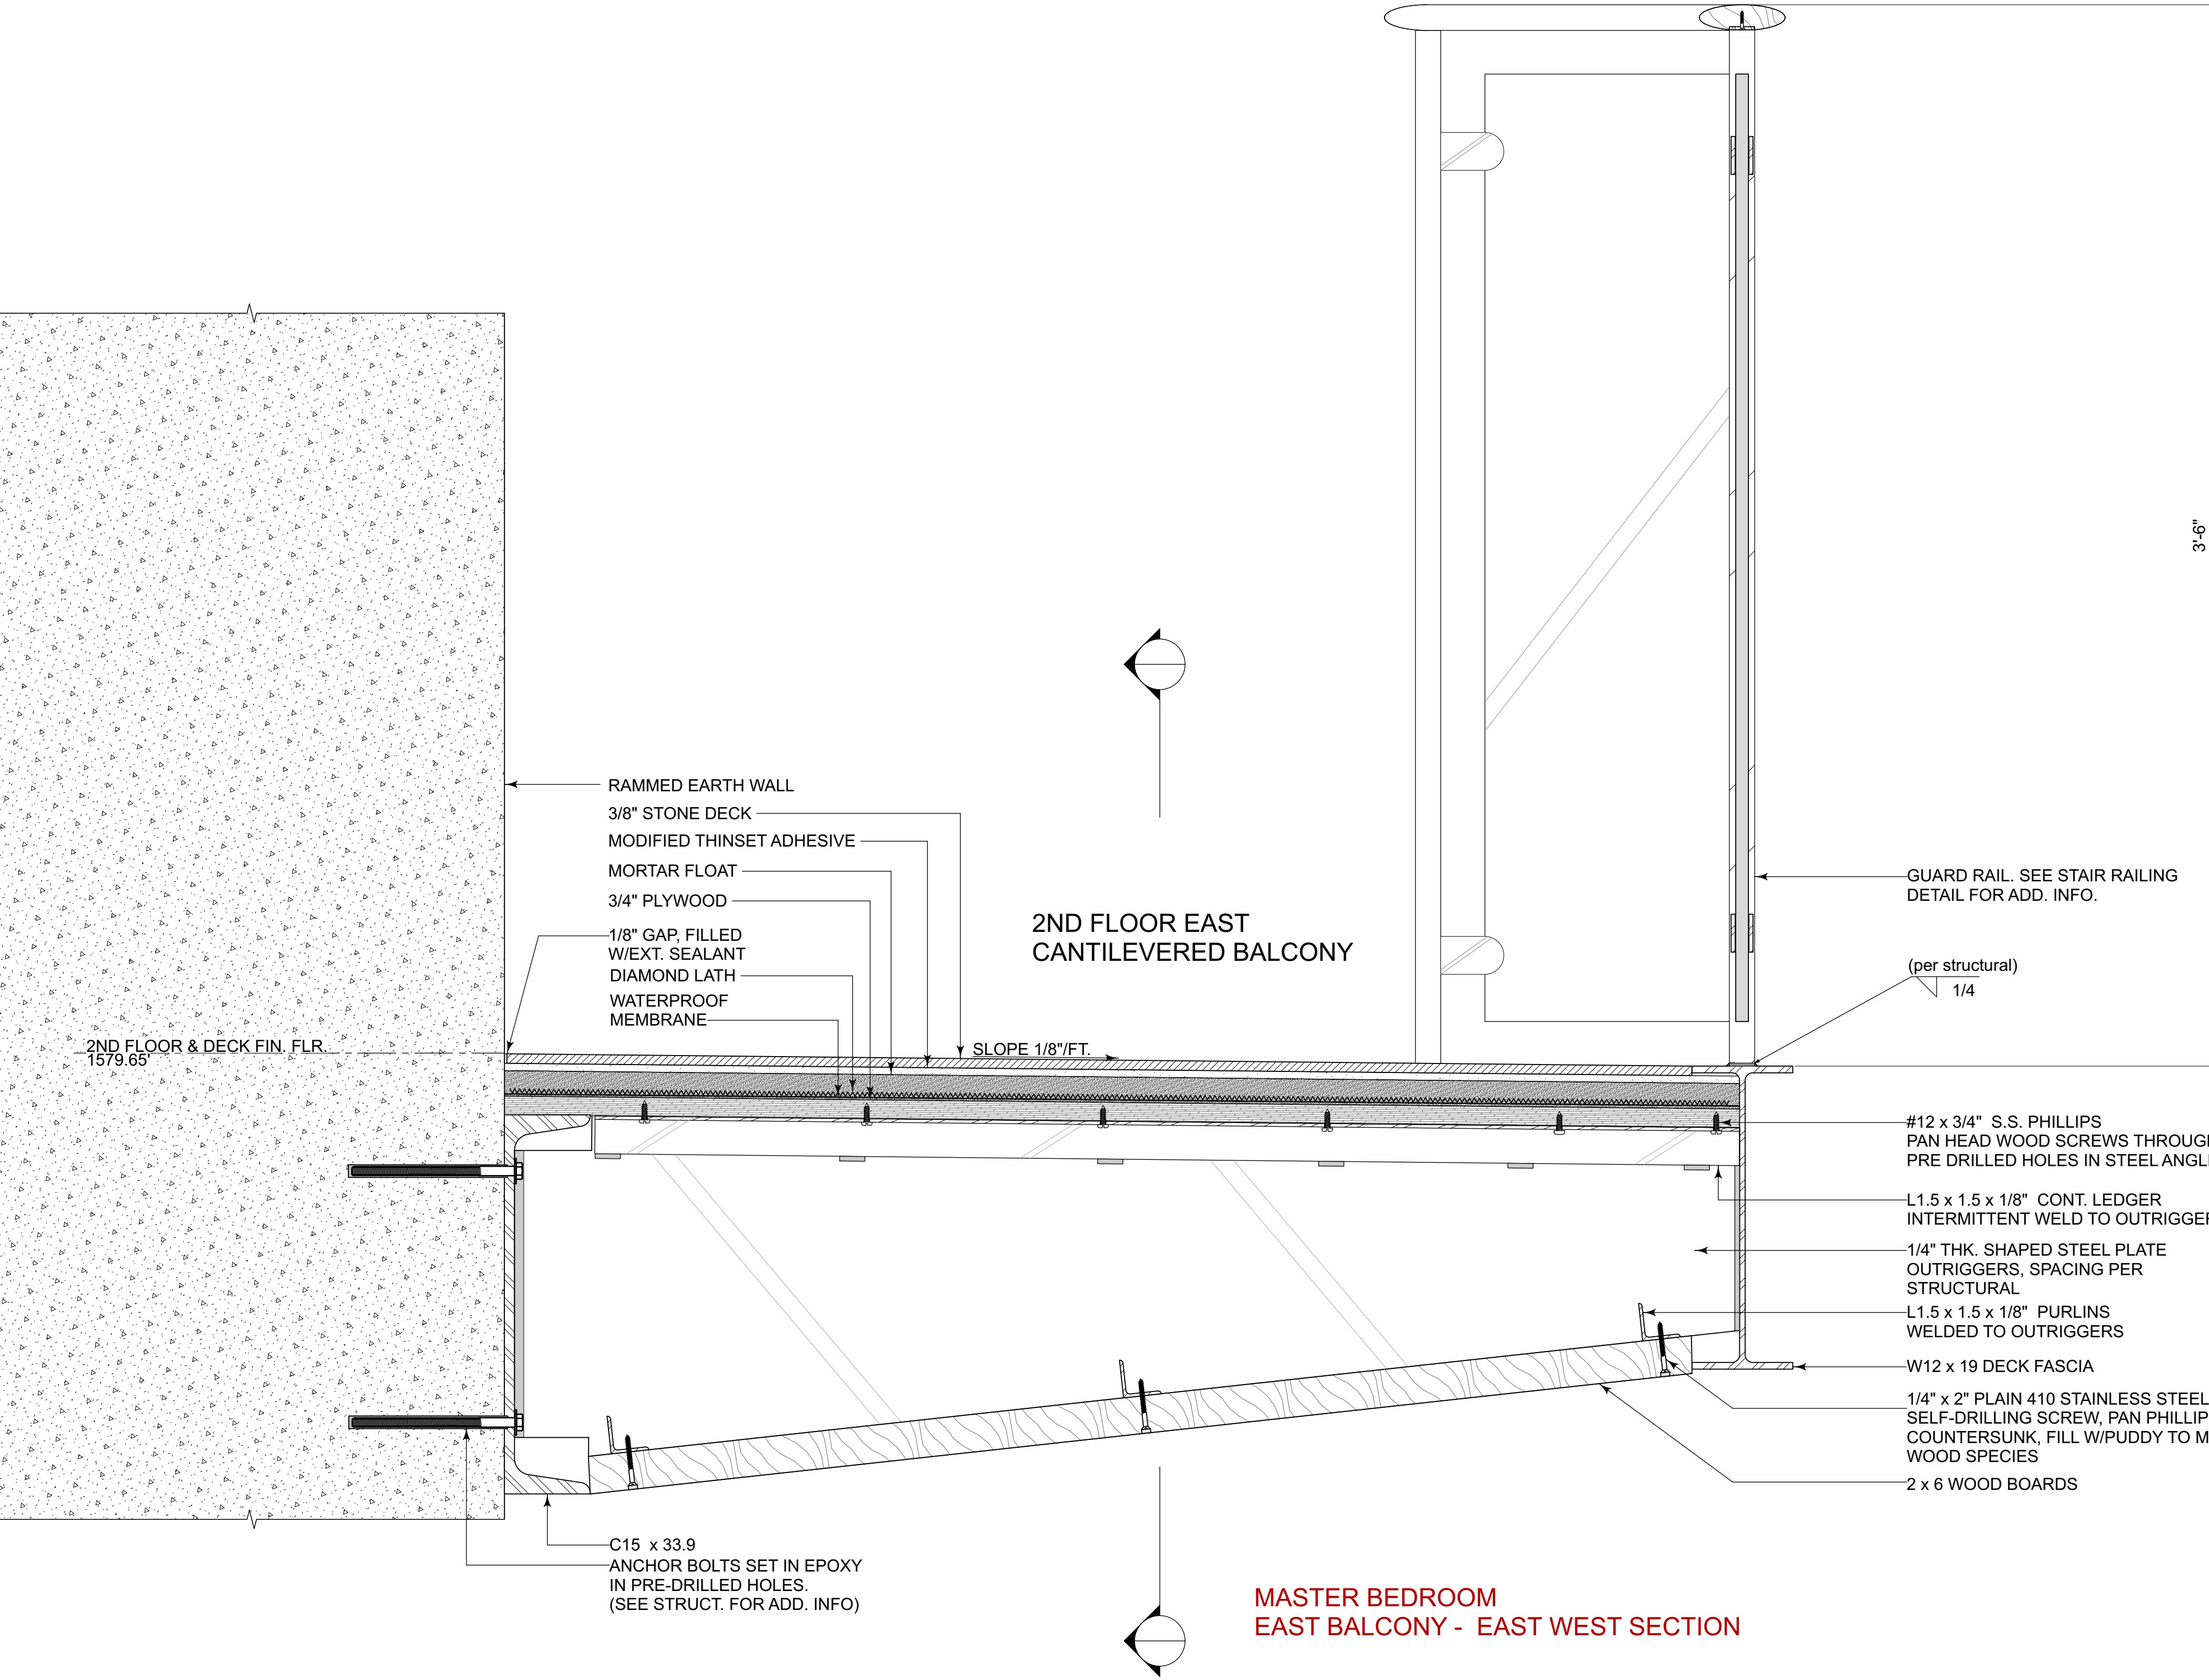 3'-6"
RAMMED EARTH WALL
3/8" STONE DECK
MODIFIED THINSET ADHESIVE
MORTAR FLOAT
3/4" PLYWOOD
1/8" GAP, FILLED
W/EXT. SEALANT
DIAMOND LATH
WATERPROOF
MEMBRANE
2ND FLOOR EAST
CANTILEVERED BALCONY
GUARD RAIL. SEE STAIR RAILING
DETAIL FOR ADD. INFO.
(per structural)
1/4
2ND FLOOR & DECK FIN. FLR.
1579.65'
SLOPE 1/8"/FT.
#12 x 3/4" S.S. PHILLIPS
PAN HEAD WOOD SCREWS THROUGH
PRE DRILLED HOLES IN STEEL ANGL
L1.5 x 1.5 x 1/8" CONT. LEDGER
INTERMITTENT WELD TO OUTRIGGER
1/4" THK. SHAPED STEEL PLATE
OUTRIGGERS, SPACING PER
STRUCTURAL
L1.5 x 1.5 x 1/8" PURLINS
WELDED TO OUTRIGGERS
W12 x 19 DECK FASCIA
1/4" x 2" PLAIN 410 STAINLESS STEEL
SELF-DRILLING SCREW, PAN PHILLIP
COUNTERSUNK, FILL W/PUDDY TO M
WOOD SPECIES
2 x 6 WOOD BOARDS
C15 x 33.9
ANCHOR BOLTS SET IN EPOXY
IN PRE-DRILLED HOLES.
(SEE STRUCT. FOR ADD. INFO)
MASTER BEDROOM
EAST BALCONY - EAST WEST SECTION